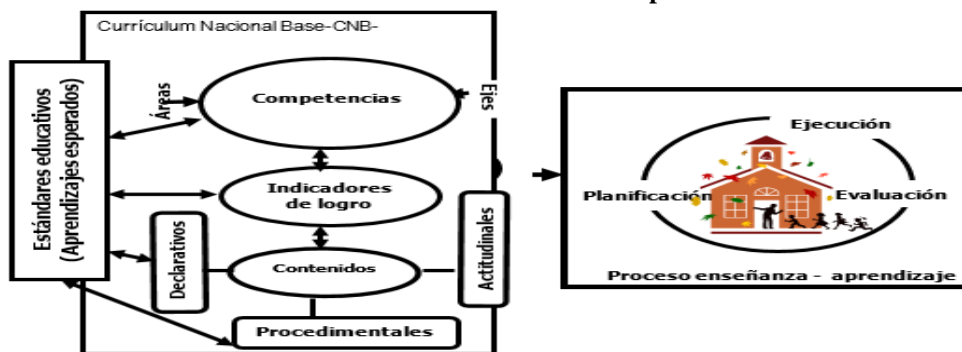 Currículum Nacional Base-CNB-
Estándares educativos
(Aprendizajes esperados)
Áreas
Competencias
Ejes
Indicadores
de logro
Declarativos
Contenidos
Actitudinales
Procedimentales
Ejecución
Planificación
Evaluación
Proceso enseñanza - aprendizaje